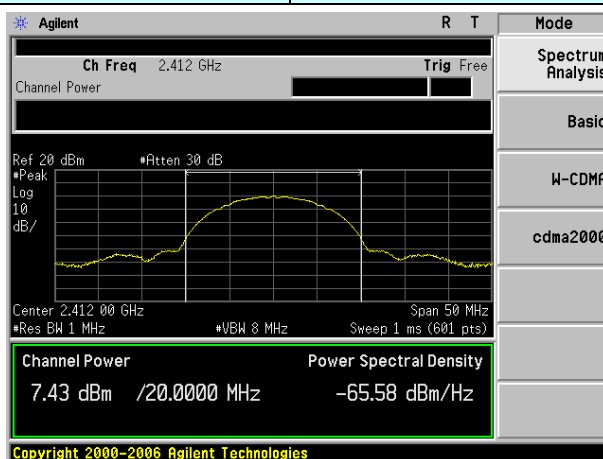 Agilent R T Mode
Ch Freq 2.412 GHz Trig Free
Channel Power
Spectrum
Analysis
Basic
W-CDMA
cdma2000
Ref 20 dBm #Atten 30 dB
#Peak
Log
10
dB/
Center 2.412 00 GHz Span 50 MHz
#Res BW 1 MHz #VBW 8 MHz Sweep 1 ms (601 pts)
Channel Power Power Spectral Density
7.43 dBm /20.0000 MHz -65.58 dBm/Hz
Copyright 2000-2006 Agilent Technologies